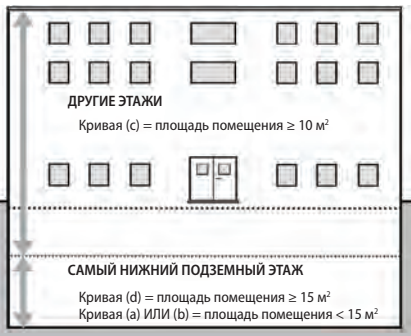 ДРУГИЕ ЭТАЖИ
Кривая (c) = площадь помещения ≥ 10 м²
САМЫЙ НИЖНИЙ ПОДЗЕМНЫЙ ЭТАЖ
Кривая (d) = площадь помещения ≥ 15 м²
Кривая (a) ИЛИ (b) = площадь помещения < 15 м²